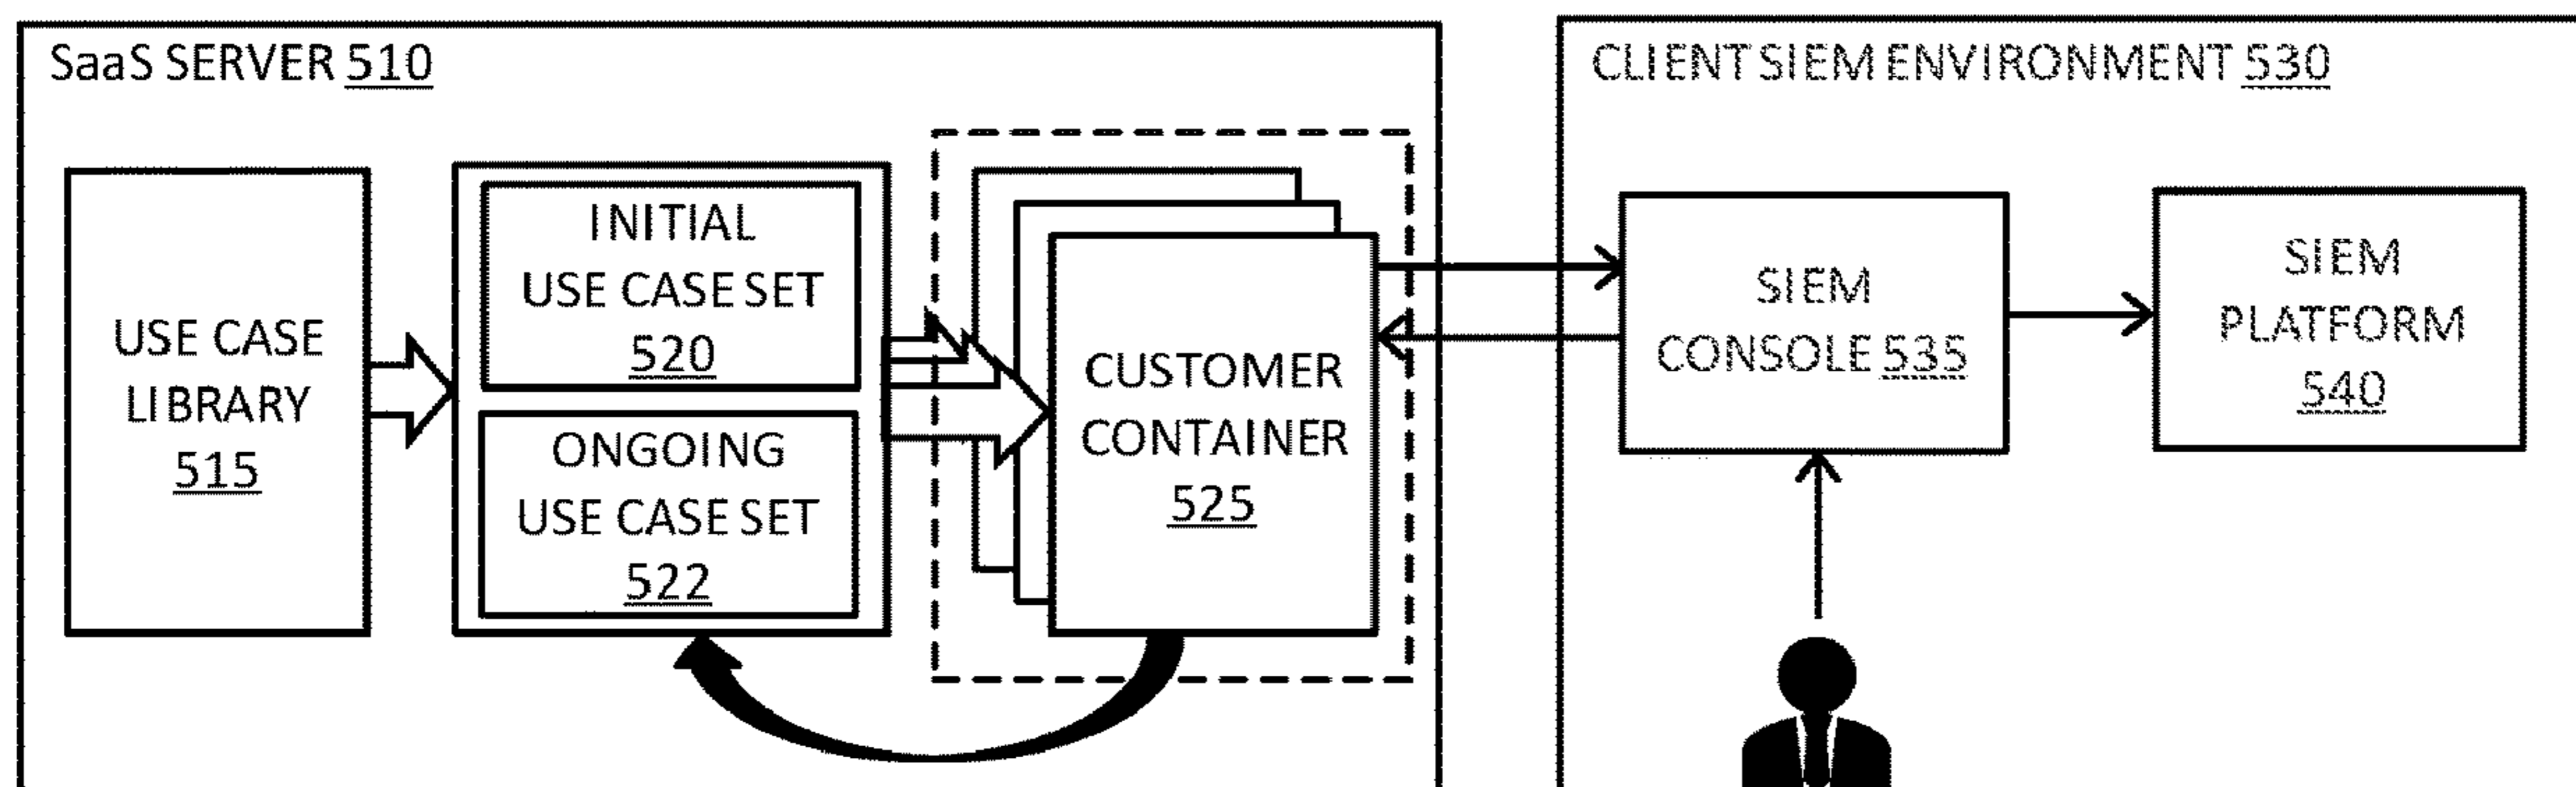 SaaS SERVER 510
USE CASE
LIBRARY
515
INITIAL
USE CASE SET
520
ONGOING
USE CASE SET
522
CUSTOMER
CONTAINER
525
CLIENT SIEM ENVIRONMENT 530
SIEM
CONSOLE 535
SIEM
PLATFORM
540